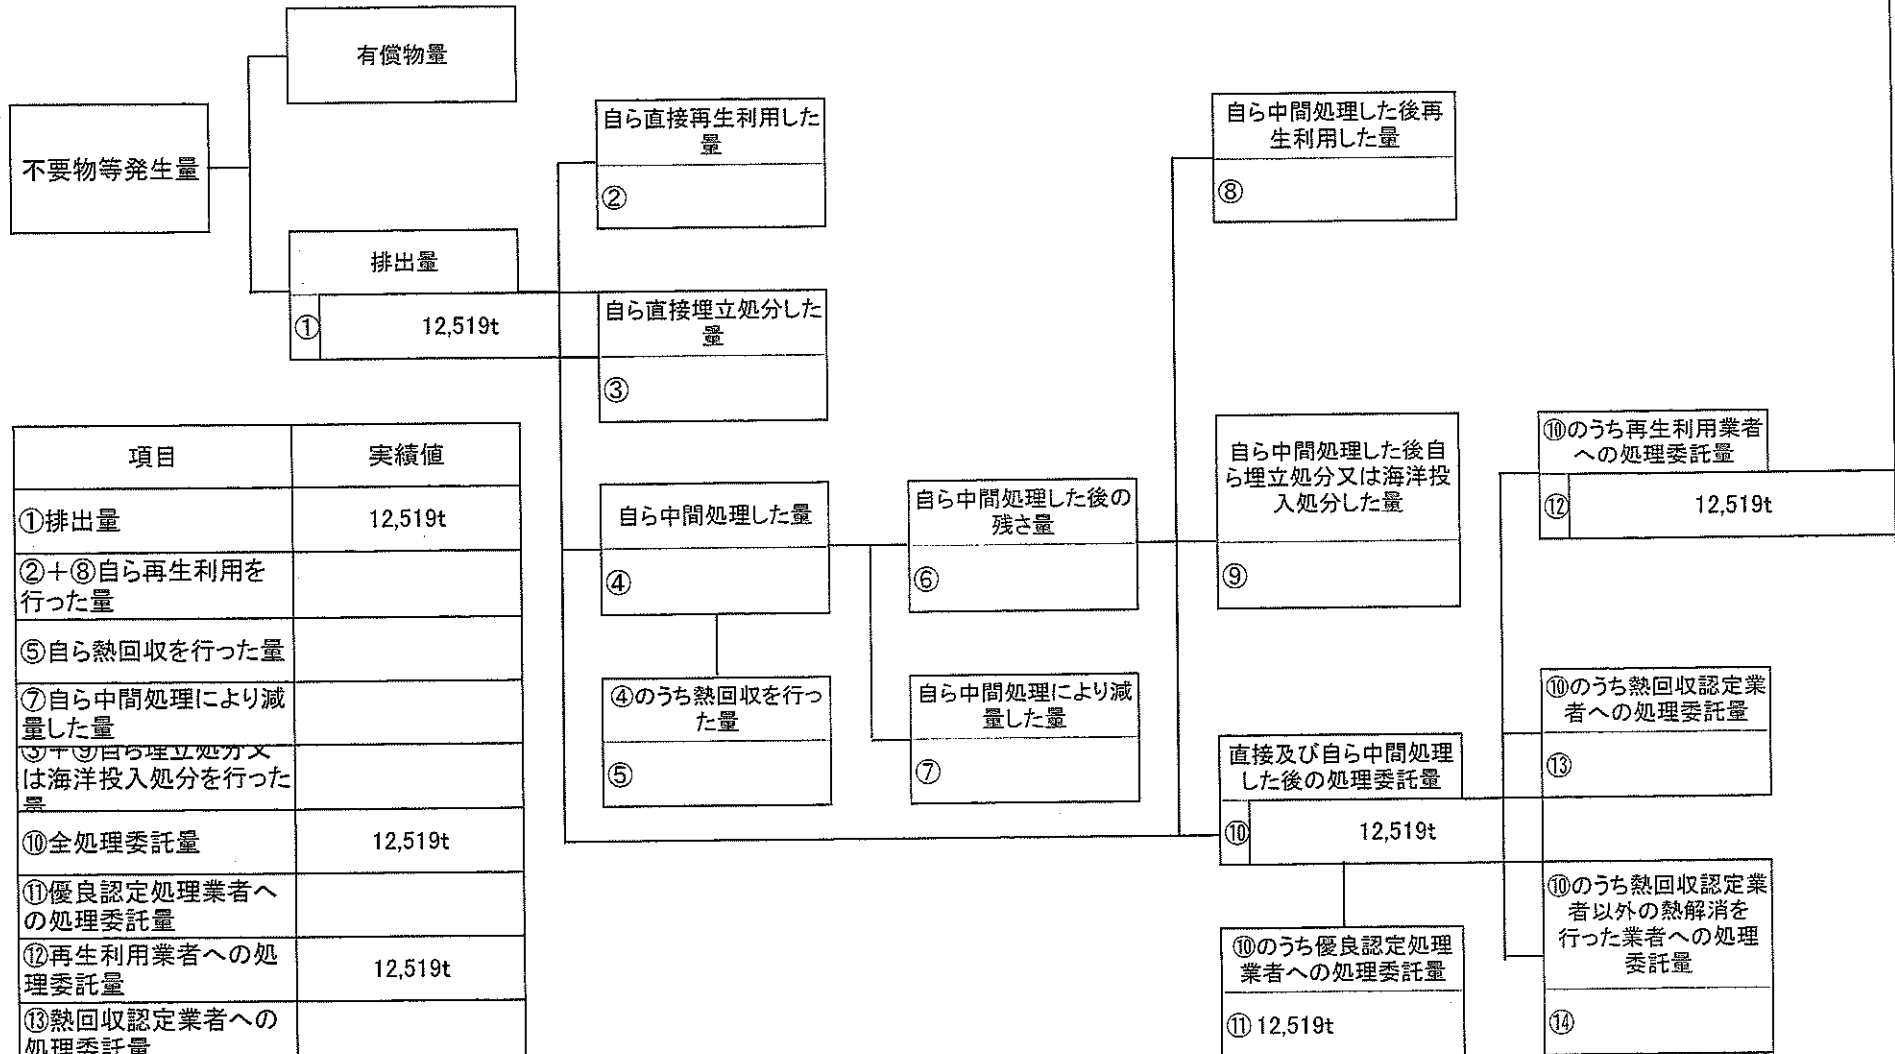 有償物量
不要物等発生量
排出量
① 12,519t
自ら直接再生利用した
量
②
自ら直接埋立処分した
量
③
自ら中間処理した量
④
④のうち熱回収を行っ
た量
⑤
自ら中間処理した後の
残さ量
⑥
自ら中間処理により減
量した量
⑦
自ら中間処理した後再
生利用した量
⑧
自ら中間処理した後自
ら埋立処分又は海洋投
入処分した量
⑨
直接及び自ら中間処理
した後の処理委託量
⑩ 12,519t
⑩のうち優良認定処理
業者への処理委託量
⑪ 12,519t
⑩のうち再生利用業者
への処理委託量
⑫ 12,519t
⑩のうち熱回収認定業
者への処理委託量
⑬
⑩のうち熱回収認定業
者以外の熱解消を
行った業者への処理
委託量
⑭
項目 実績値
①排出量 12,519t
②＋⑧自ら再生利用を
行った量
⑤自ら熱回収を行った量
⑦自ら中間処理により減
量した量
③＋⑨自ら埋立処分又
は海洋投入処分を行った
量
⑩全処理委託量 12,519t
⑪優良認定処理業者へ
の処理委託量
⑫再生利用業者への処
理委託量 12,519t
⑬熱回収認定業者への
処理委託量